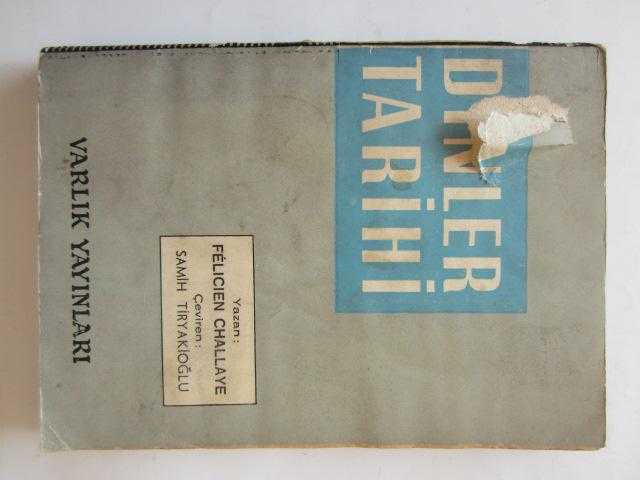 DİNLER
TARİHİ
Yazan :
FÉLICIEN CHALLAYE
Çeviren :
SAMİH TİRYAKİOĞLU
VARLIK YAYINLARI